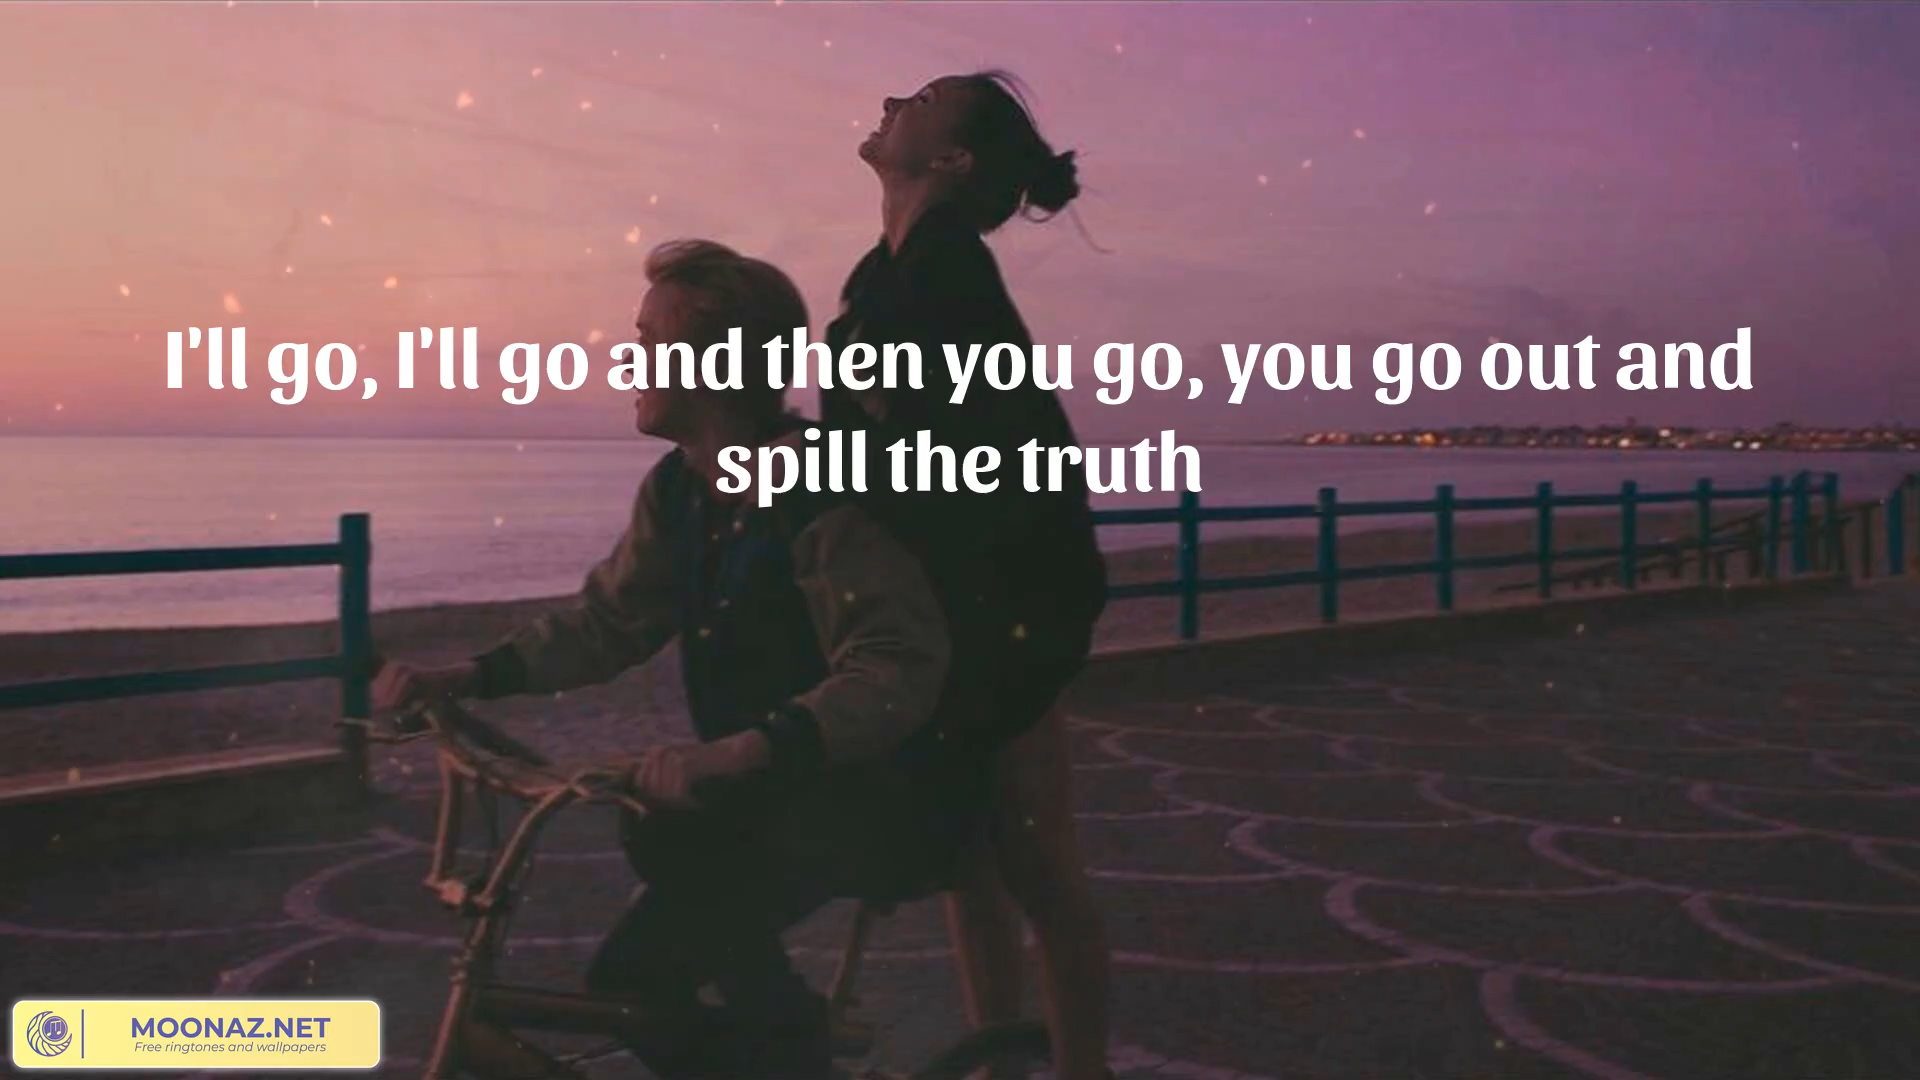 I'll go, I'll go and then you go, you go out and
spill the truth
MOONAZ.NET
Free ringtones and wallpapers